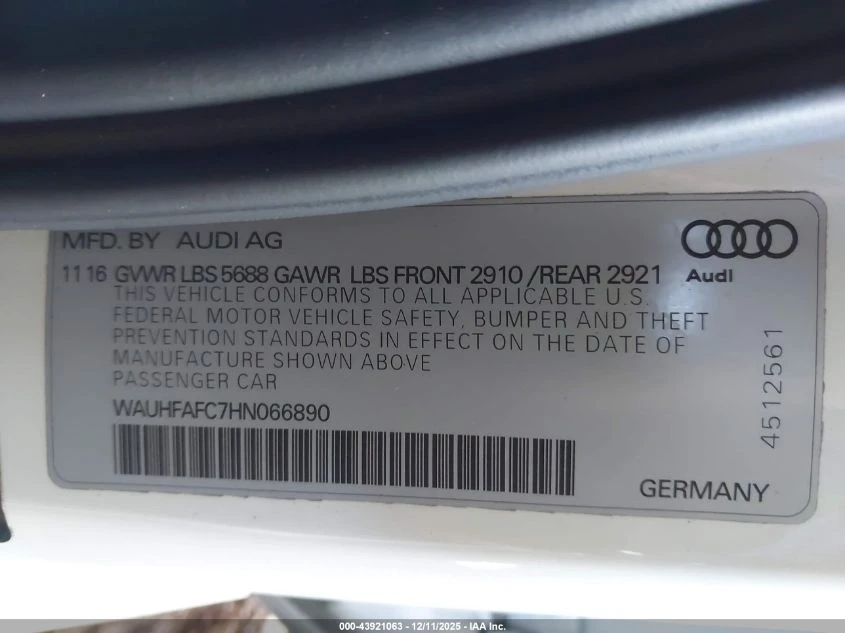 MFD. BY AUDI AG
11 16 GVWR LBS 5688 GAWR LBS FRONT 2910 /REAR 2921
Audi
THIS VEHICLE CONFORMS TO ALL APPLICABLE U.S.
FEDERAL MOTOR VEHICLE SAFETY, BUMPER AND THEFT
PREVENTION STANDARDS IN EFFECT ON THE DATE OF
MANUFACTURE SHOWN ABOVE
PASSENGER CAR
WAUHFAFC7HN066890
4512561
GERMANY
000-43921063 - 12/11/2025 - IAA Inc.